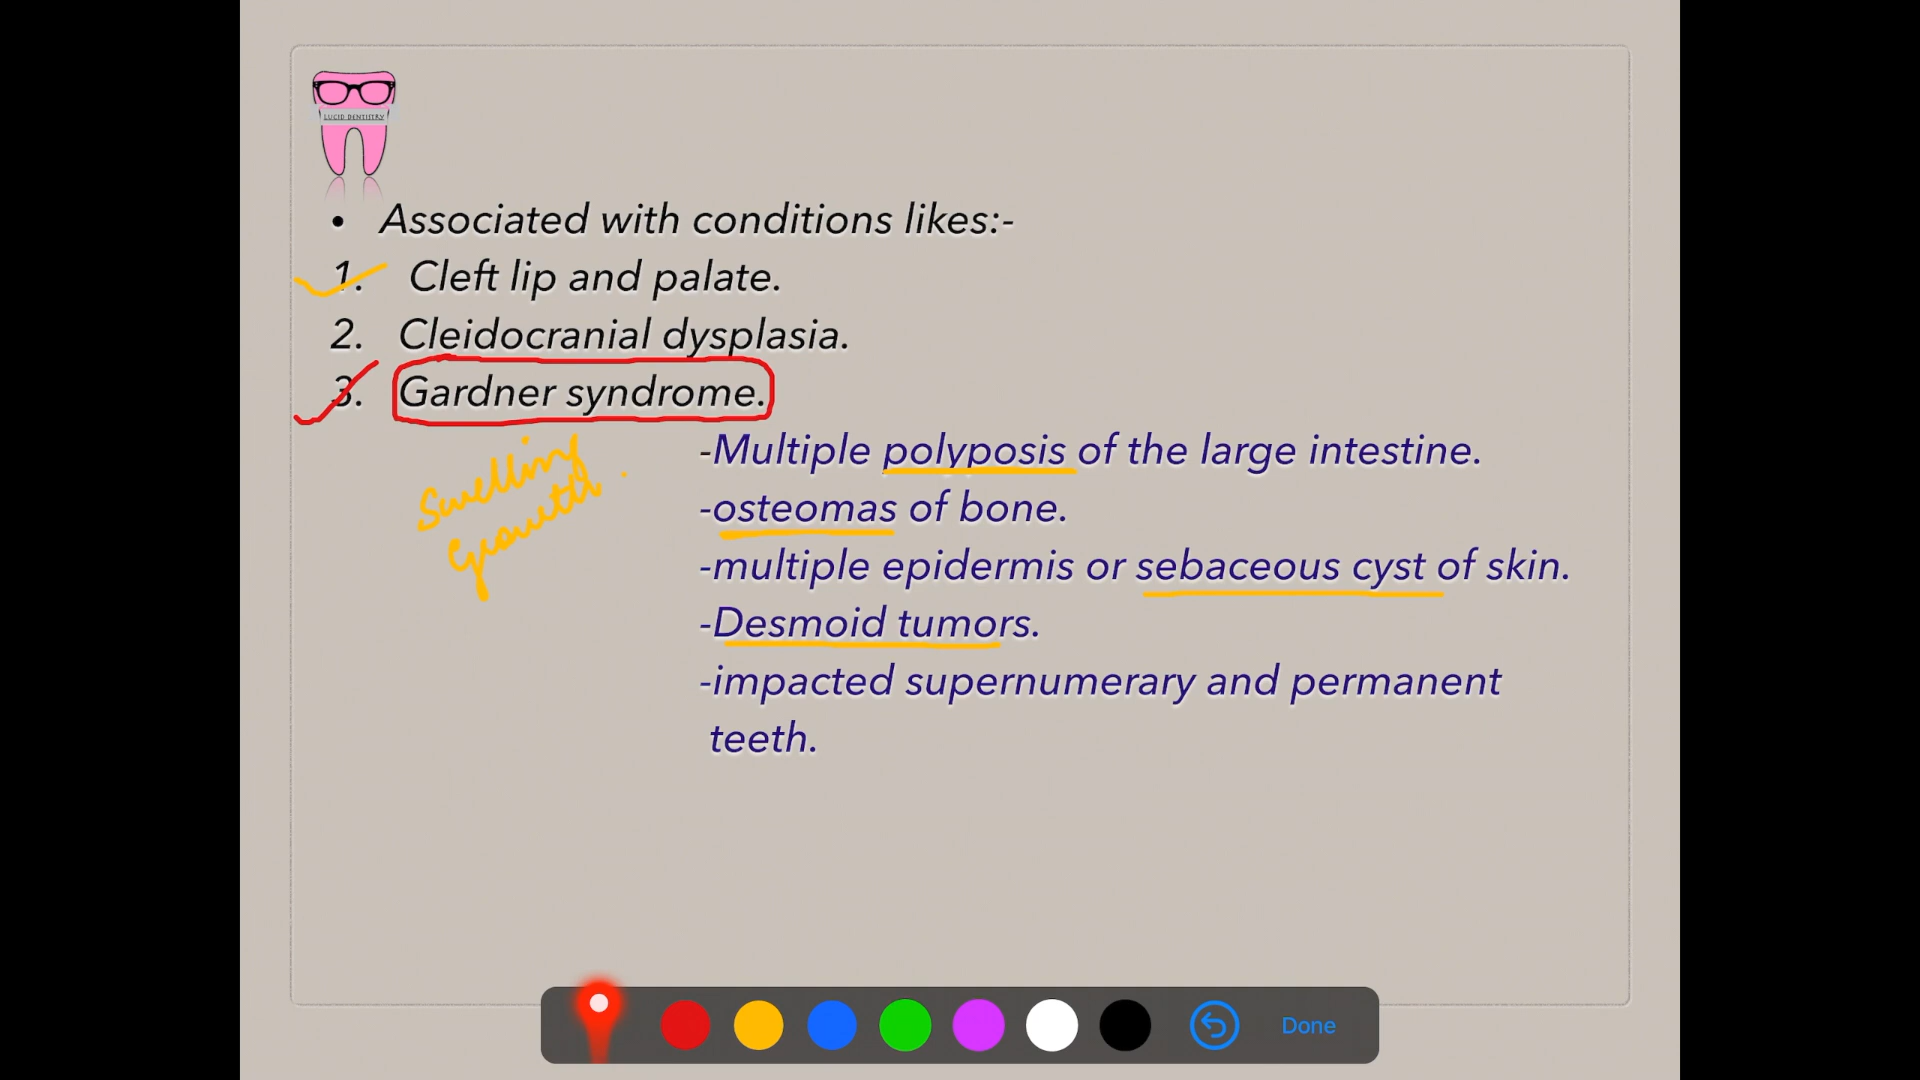 LUCID DENTISTRY
• Associated with conditions likes:-
1. Cleft lip and palate.
2. Cleidocranial dysplasia.
3. Gardner syndrome.
-Multiple polyposis of the large intestine.
-osteomas of bone.
-multiple epidermis or sebaceous cyst of skin.
-Desmoid tumors.
-impacted supernumerary and permanent
teeth.
Swelling
growth
Done